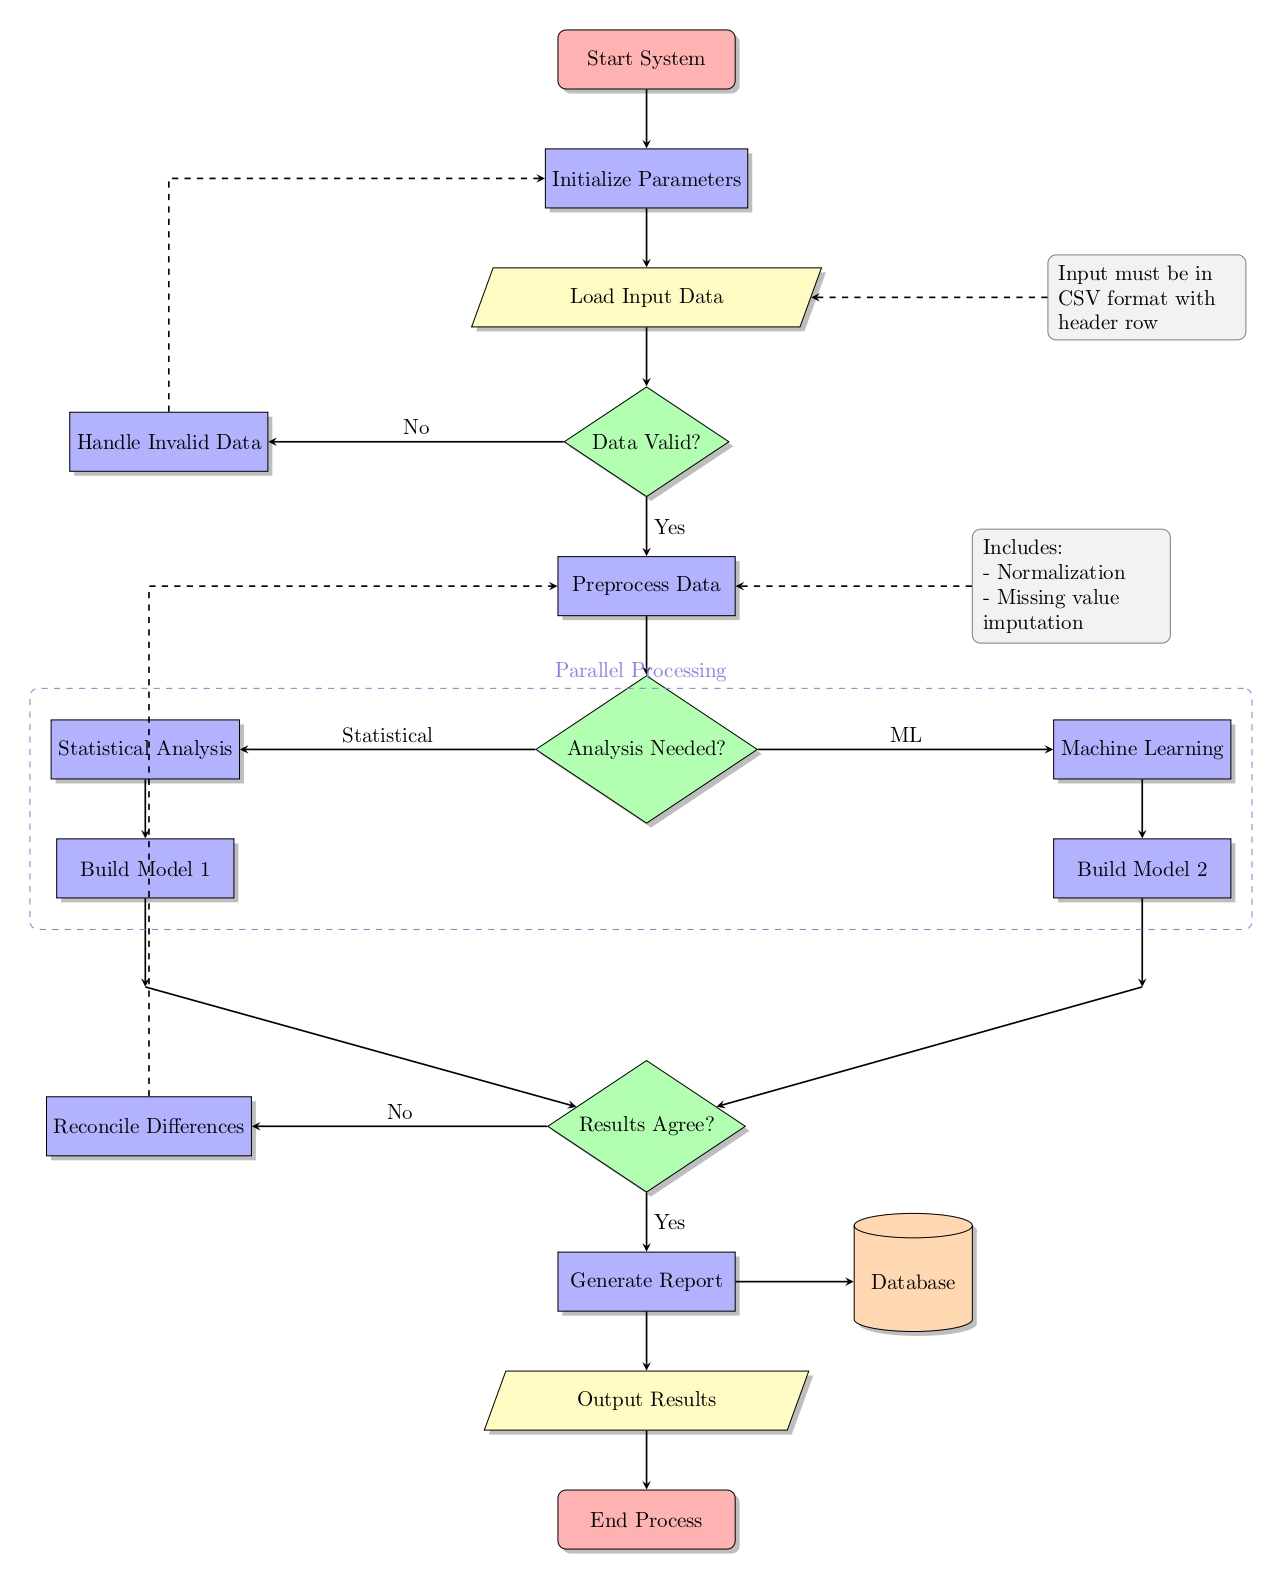 Start System
Initialize Parameters
Load Input Data
Input must be in
CSV format with
header row
Data Valid?
No
Handle Invalid Data
Yes
Preprocess Data
Includes:
- Normalization
- Missing value
imputation
Parallel Processing
Statistical Analysis
Statistical
Analysis Needed?
ML
Machine Learning
Build Model 1
Build Model 2
Reconcile Differences
No
Results Agree?
Yes
Generate Report
Database
Output Results
End Process